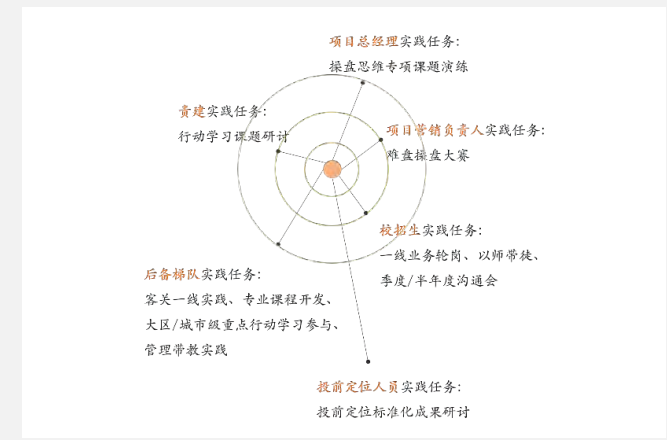 项目总经理实践任务：
操盘思维专项课题演练
贵建实践任务：
行动学习课题研讨
项目营销负责人实践任务：
难盘操盘大赛
校招生实践任务：
一线业务轮岗、以师带徒、
季度/半年度沟通会
后备梯队实践任务：
客关一线实践、专业课程开发、
大区/城市级重点行动学习参与、
管理带教实践
投前定位人员实践任务：
投前定位标准化成果研讨